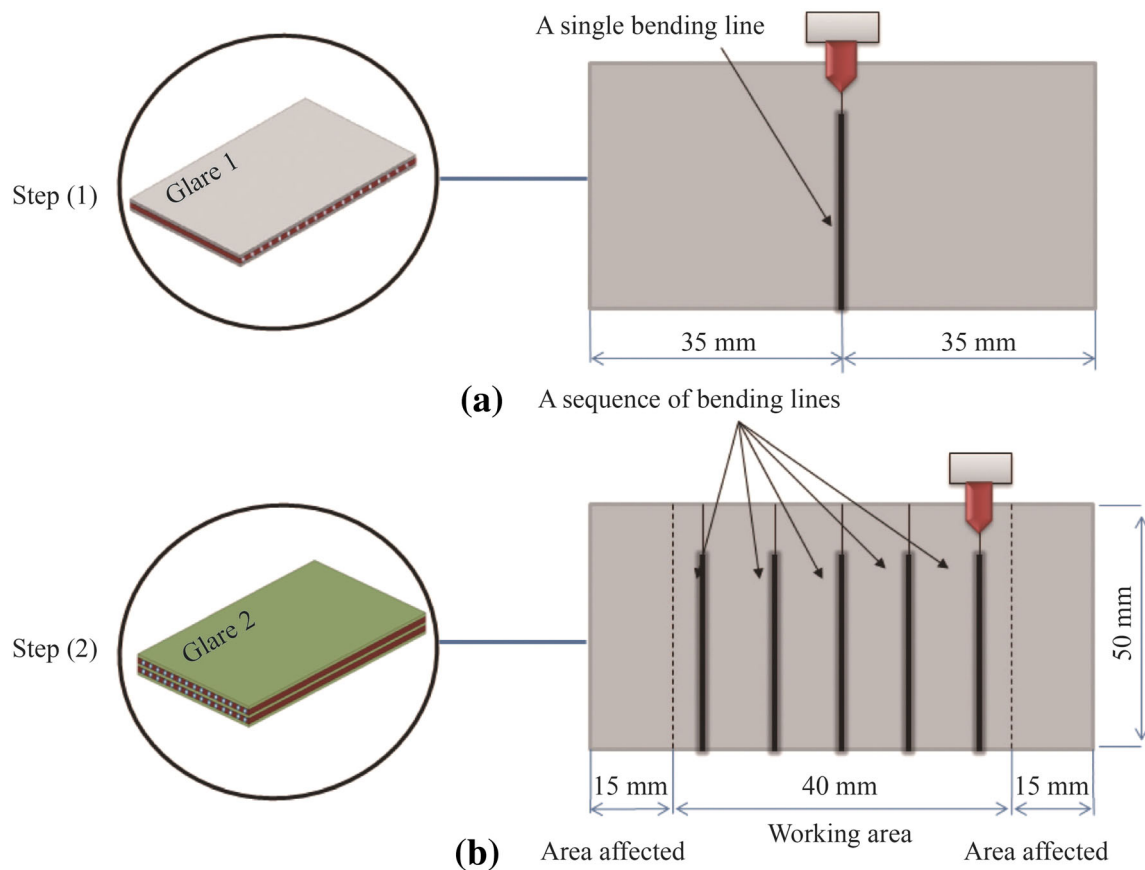 A single bending line
Glare 1
Step (1)
35 mm
35 mm
(a)
A sequence of bending lines
Glare 2
Step (2)
50 mm
15 mm
40 mm
15 mm
Working area
(b)
Area affected
Area affected